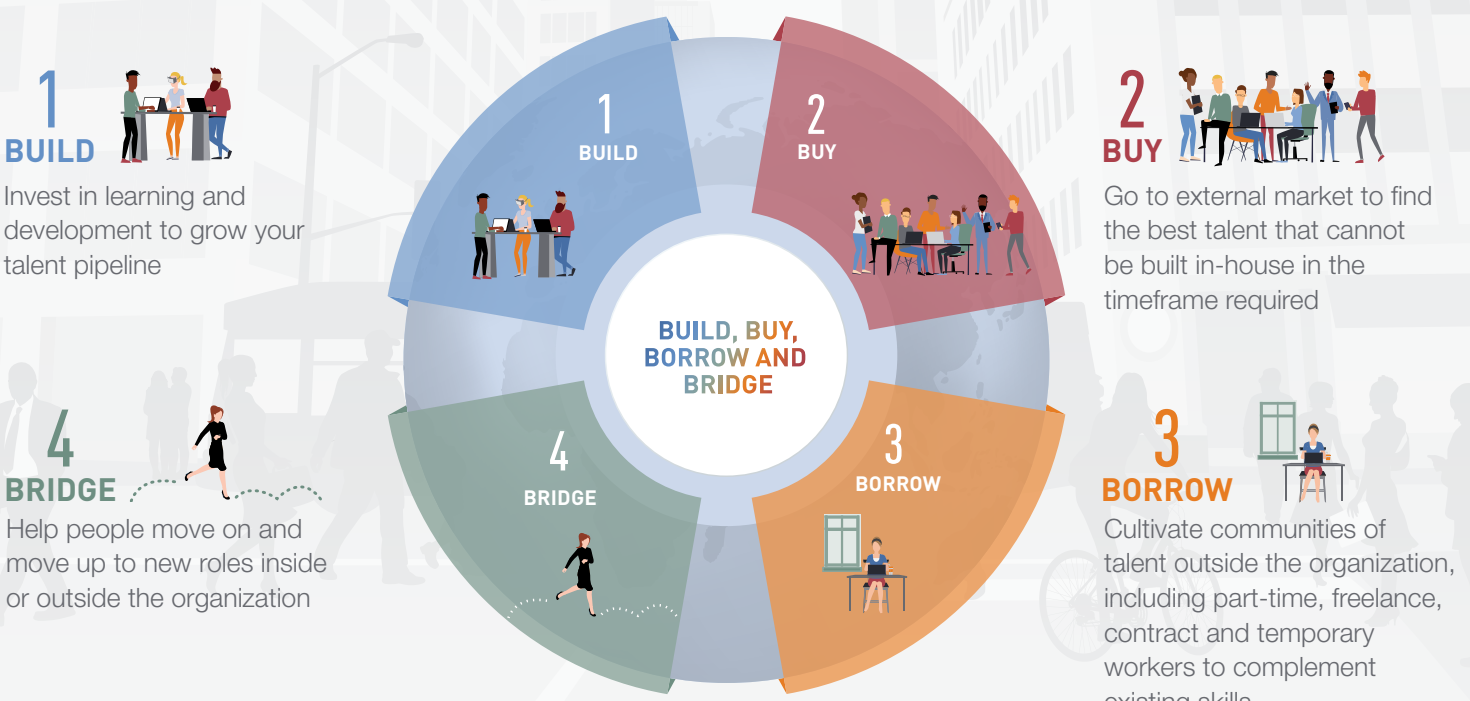 1
BUILD
Invest in learning and
development to grow your
talent pipeline
2
BUY
Go to external market to find
the best talent that cannot
be built in-house in the
timeframe required
1
BUILD
2
BUY
BUILD, BUY,
BORROW AND
BRIDGE
4
BRIDGE
3
BORROW
4
BRIDGE
Help people move on and
move up to new roles inside
or outside the organization
3
BORROW
Cultivate communities of
talent outside the organization,
including part-time, freelance,
contract and temporary
workers to complement
existing skills